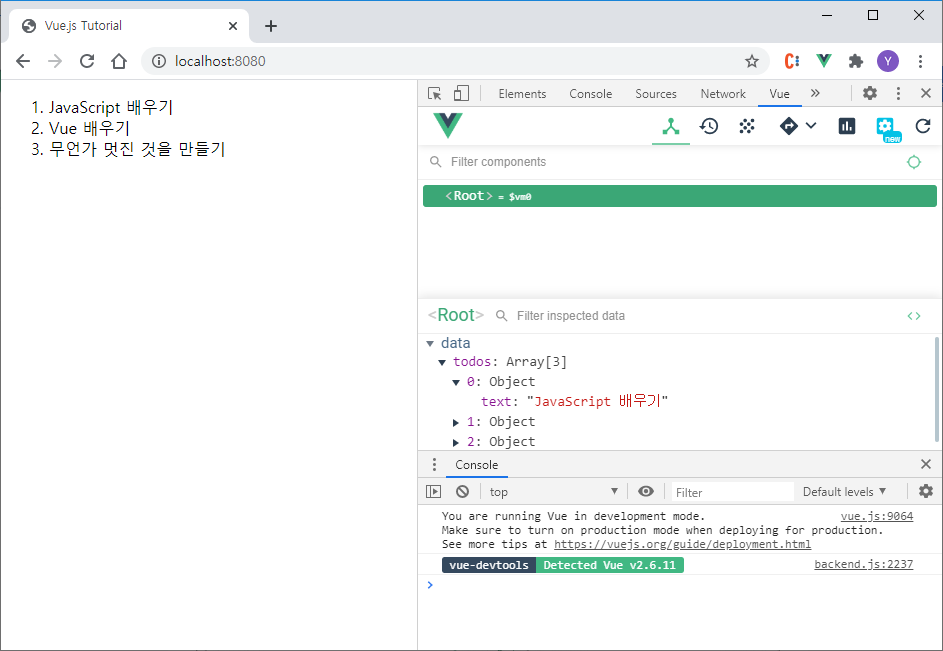 Vue.js Tutorial
localhost:8080
Y
1. JavaScript 배우기
2. Vue 배우기
3. 무언가 멋진 것을 만들기
Elements Console Sources Network Vue
new
Filter components
<Root> = $vm0
<Root> Filter inspected data
data
todos: Array[3]
0: Object
text: "JavaScript 배우기"
1: Object
2: Object
Console
top Filter Default levels
You are running Vue in development mode. vue.js:9064
Make sure to turn on production mode when deploying for production.
See more tips at https://vuejs.org/guide/deployment.html
vue-devtools Detected Vue v2.6.11 backend.js:2237